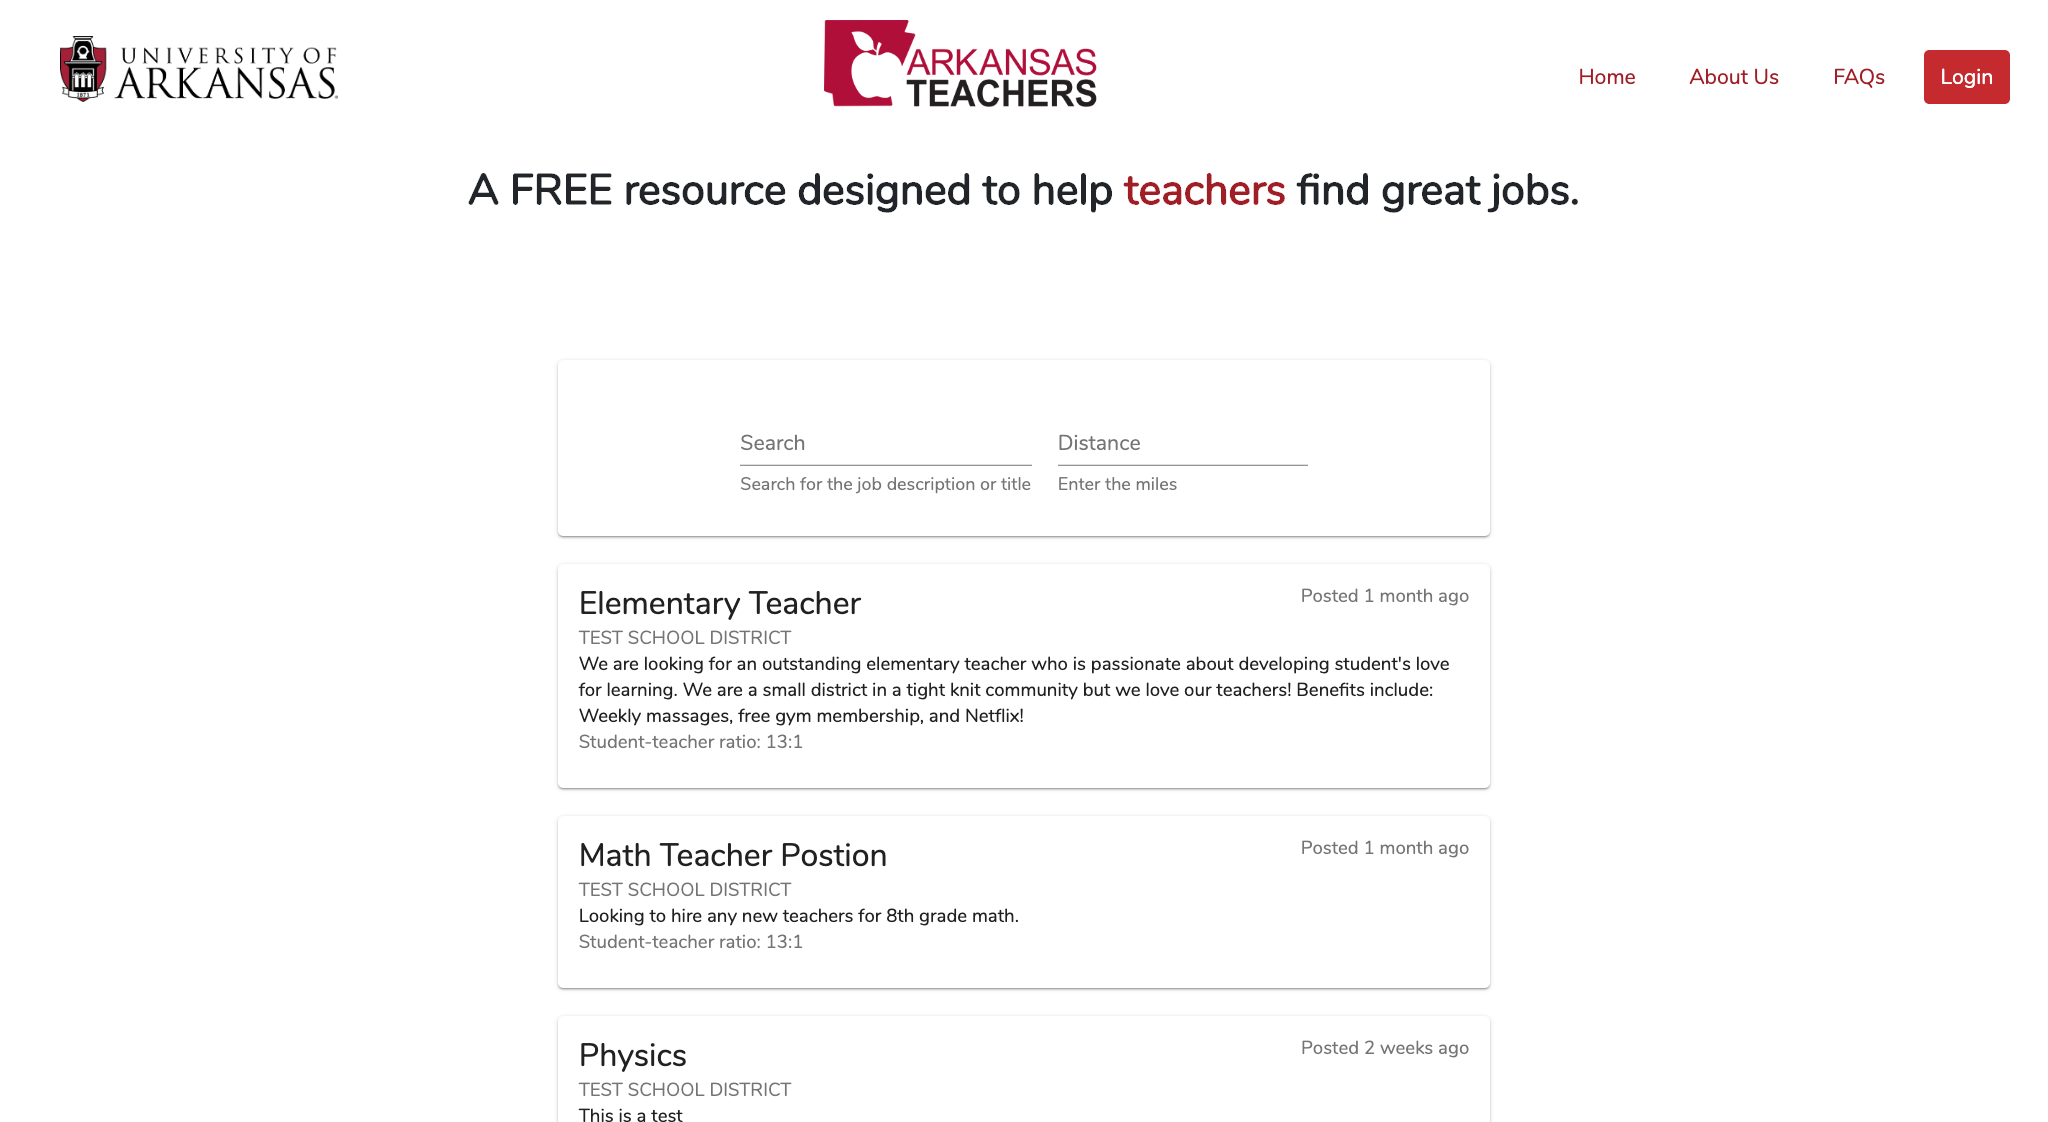 UNIVERSITY OF
ARKANSAS
1871
ARKANSAS
TEACHERS
Home About Us FAQs Login
A FREE resource designed to help teachers find great jobs.
Search Distance
Search for the job description or title Enter the miles
Elementary Teacher Posted 1 month ago
TEST SCHOOL DISTRICT
We are looking for an outstanding elementary teacher who is passionate about developing student's love
for learning. We are a small district in a tight knit community but we love our teachers! Benefits include:
Weekly massages, free gym membership, and Netflix!
Student-teacher ratio: 13:1
Math Teacher Postion Posted 1 month ago
TEST SCHOOL DISTRICT
Looking to hire any new teachers for 8th grade math.
Student-teacher ratio: 13:1
Physics Posted 2 weeks ago
TEST SCHOOL DISTRICT
This is a test